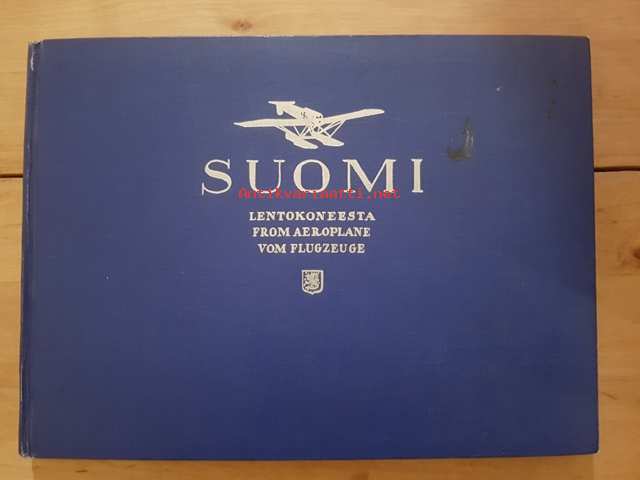 SUOMI
Antikvariaatti.net
LENTOKONEESTA
FROM AEROPLANE
VOM FLUGZEUGE